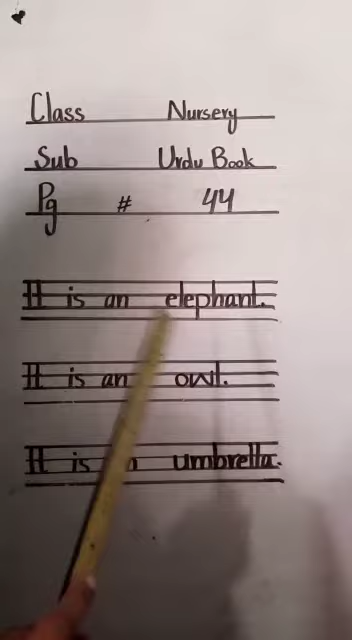 Class Nursery
Sub Urdu Book
Pg # 44
It is an elephant.
It is an owl.
It is n umbrella.